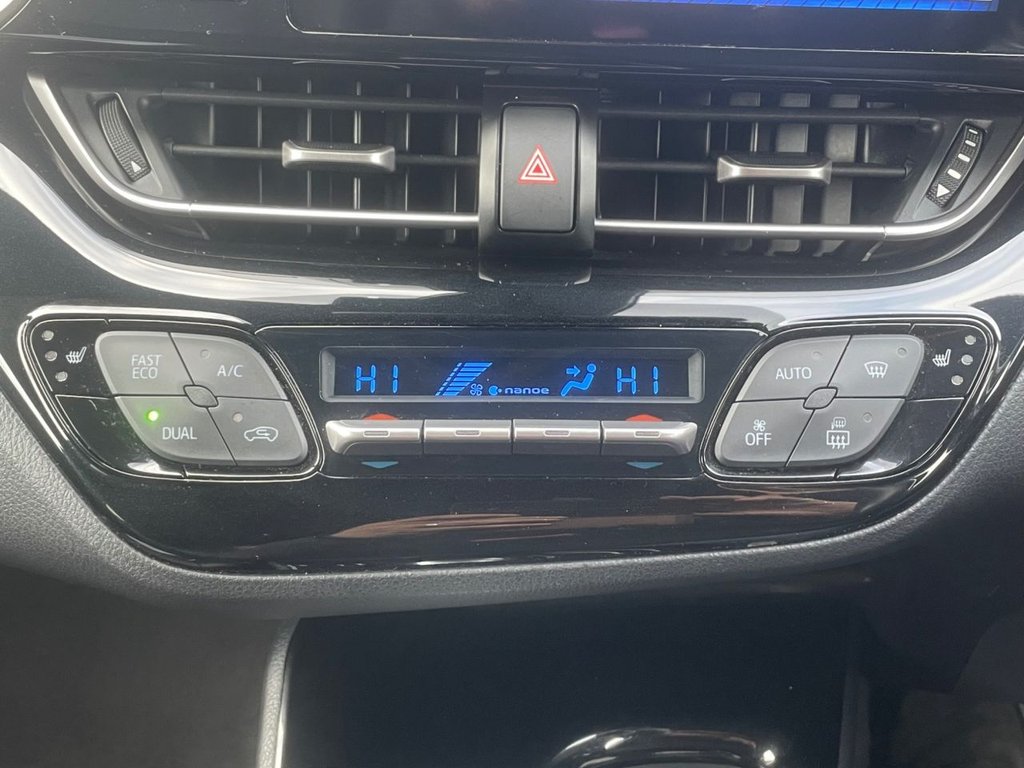 FAST
ECO
A/C
DUAL
HI
nanoe
HI
AUTO
OFF